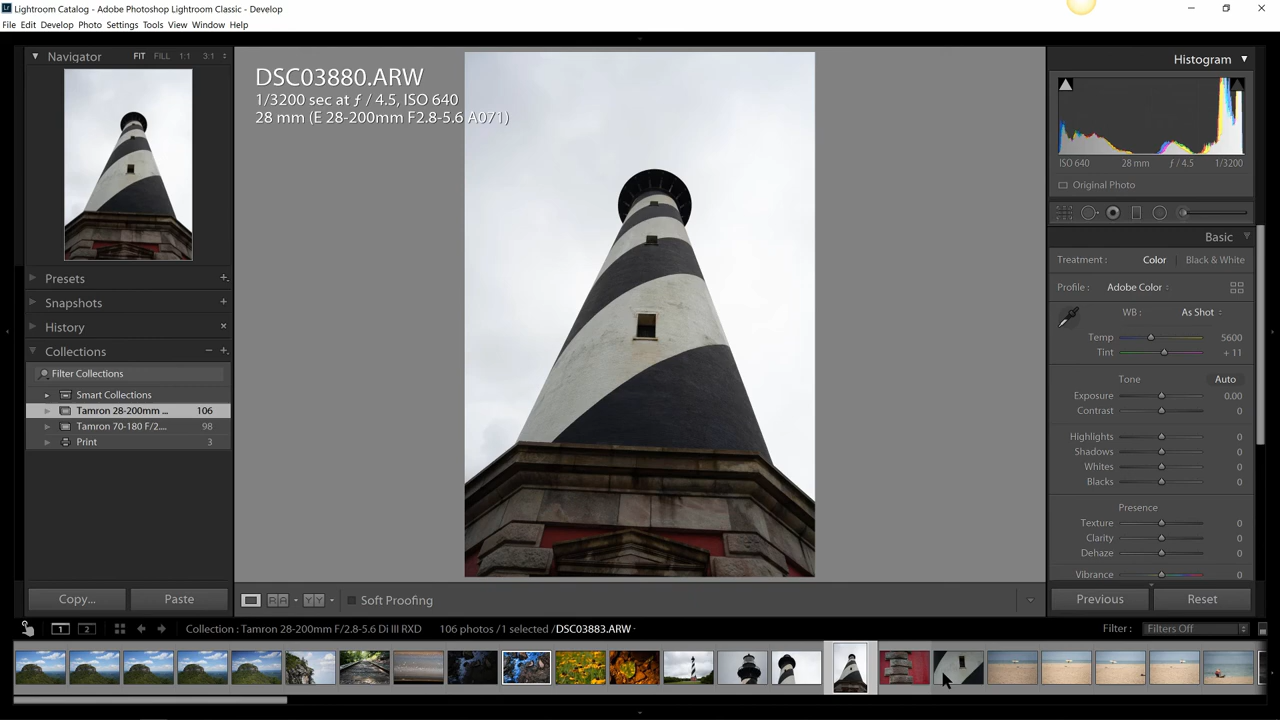 Lightroom Catalog - Adobe Photoshop Lightroom Classic - Develop
File Edit Develop Photo Settings Tools View Window Help
Navigator FIT FILL 1:1 3:1
Presets
Snapshots
History
Collections
Filter Collections
Smart Collections
Tamron 28-200mm ... 106
Tamron 70-180 F/2.... 98
Print 3
Copy... Paste
DSC03880.ARW
1/3200 sec at ƒ / 4.5, ISO 640
28 mm (E 28-200mm F2.8-5.6 A071)
Soft Proofing
Histogram
ISO 640 28 mm ƒ / 4.5 1/3200
Original Photo
Basic
Treatment : Color Black & White
Profile : Adobe Color
WB : As Shot
Temp 5600
Tint + 11
Tone Auto
Exposure 0.00
Contrast 0
Highlights 0
Shadows 0
Whites 0
Blacks 0
Presence
Texture 0
Clarity 0
Dehaze 0
Vibrance 0
Previous Reset
1 2 Collection : Tamron 28-200mm F/2.8-5.6 Di III RXD 106 photos/1 selected /DSC03883.ARW Filter : Filters Off